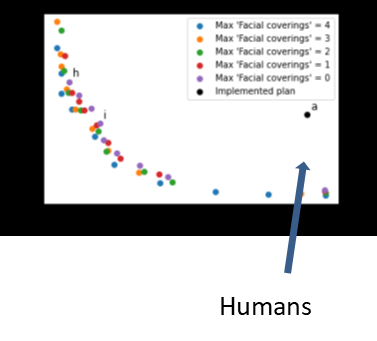 Max 'Facial coverings' = 4
Max 'Facial coverings' = 3
Max 'Facial coverings' = 2
Max 'Facial coverings' = 1
Max 'Facial coverings' = 0
Implemented plan
h
a
i
Humans